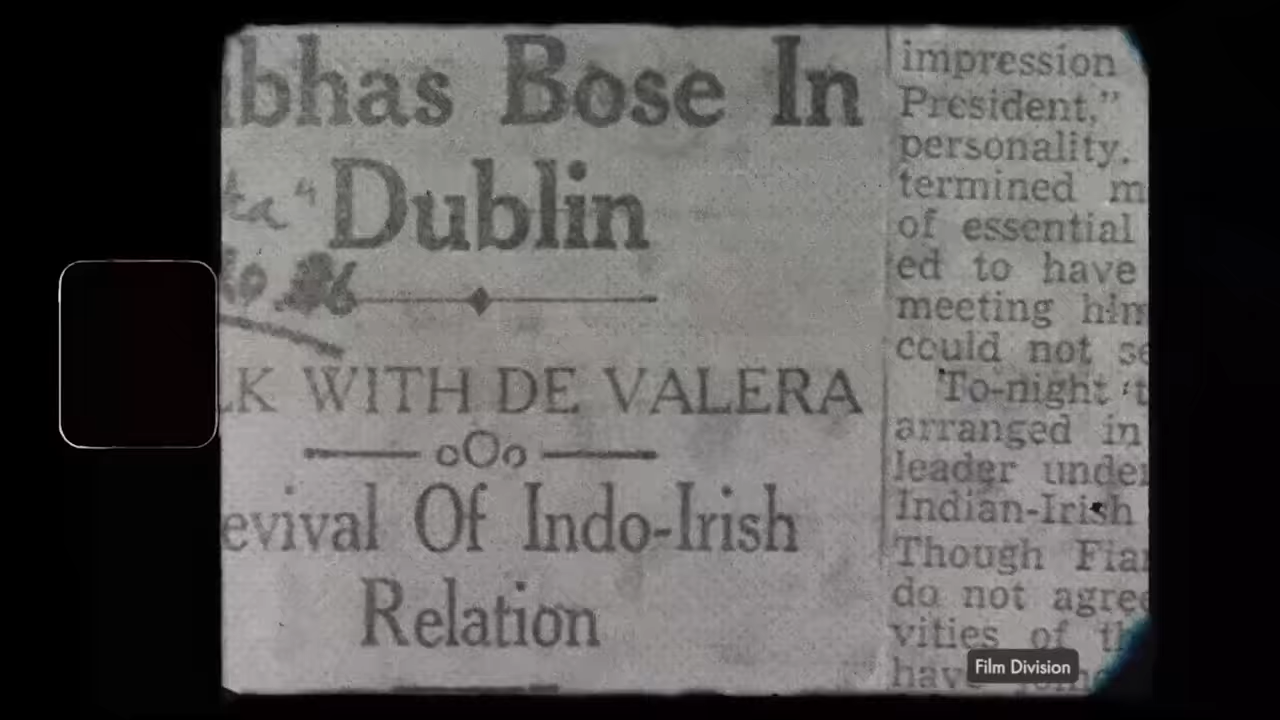 bhas Bose In
Dublin
LK WITH DE VALERA
oOo
evival Of Indo-Irish
Relation
impression
President,"
personality.
termined m
of essential
ed to have
meeting him
could not se
To-night t
arranged in
leader under
Indian-Irish
Though Fian
do not agree
vities of th
have some
Film Division